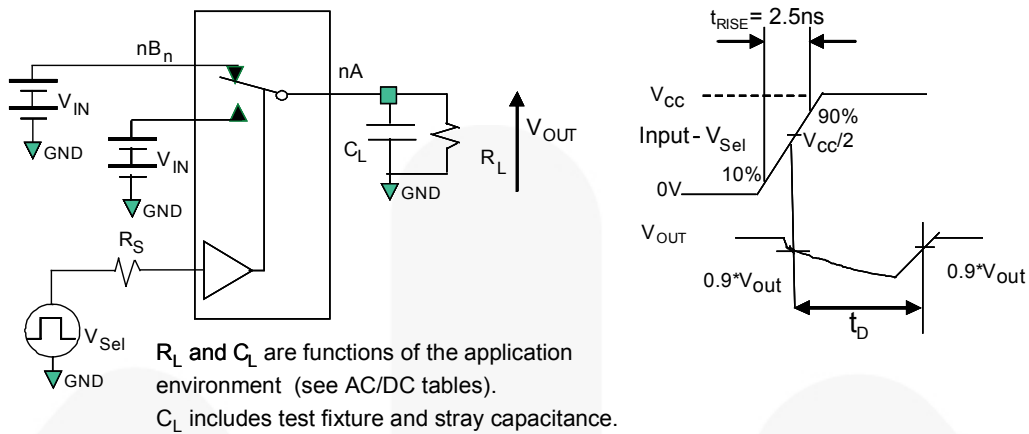 nBₙ
nA
V_IN
GND
V_IN
GND
C_L
R_L
GND
V_OUT
R_S
V_Sel
GND
R_L and C_L are functions of the application
environment (see AC/DC tables).
C_L includes test fixture and stray capacitance.
t_RISE = 2.5ns
V_CC
90%
Input - V_Sel
V_CC/2
10%
0V
V_OUT
0.9*V_out
0.9*V_out
t_D